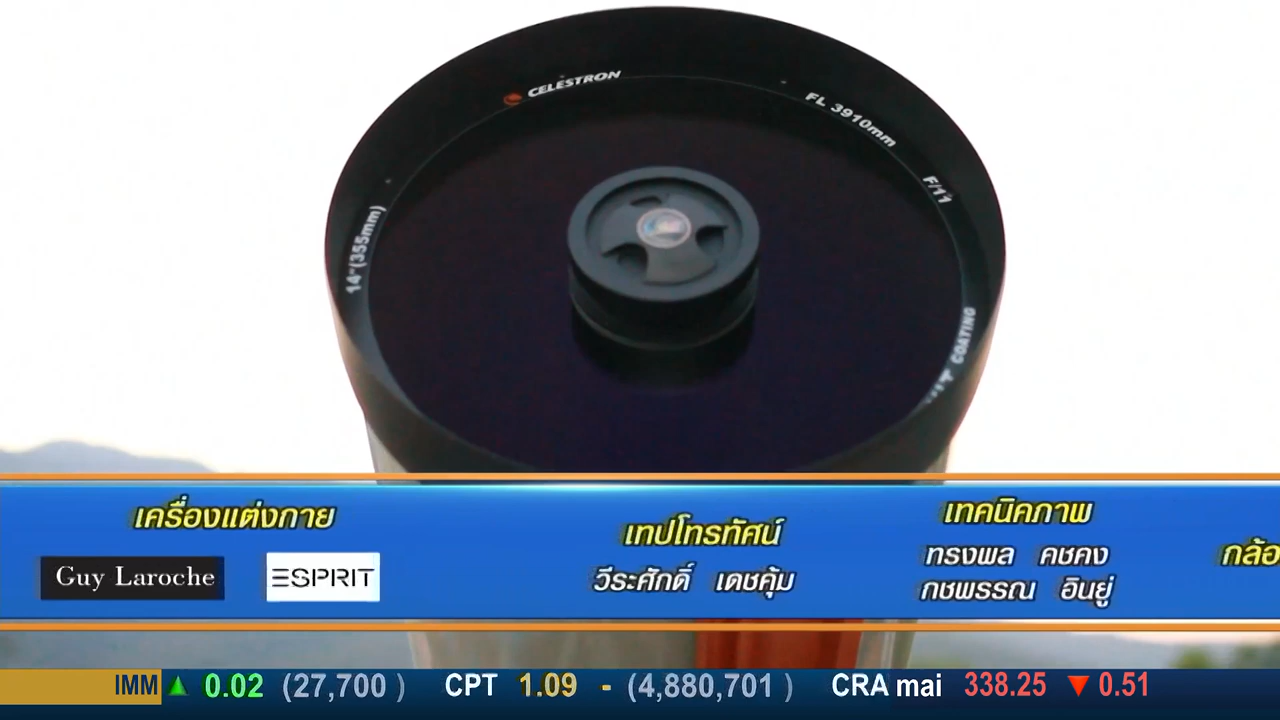 CELESTRON
FL 3910mm
F/11
14"(355mm)
COATING
เครื่องแต่งกาย
Guy Laroche
ESPRIT
เทปโทรทัศน์
วีระศักดิ์ เดชคุ้ม
เทคนิคภาพ
ทรงพล คชคง
กชพรรณ อินยู่
กล้อ
IMM ▲ 0.02 (27,700 ) CPT 1.09 - (4,880,701 ) CRA mai 338.25 ▼ 0.51